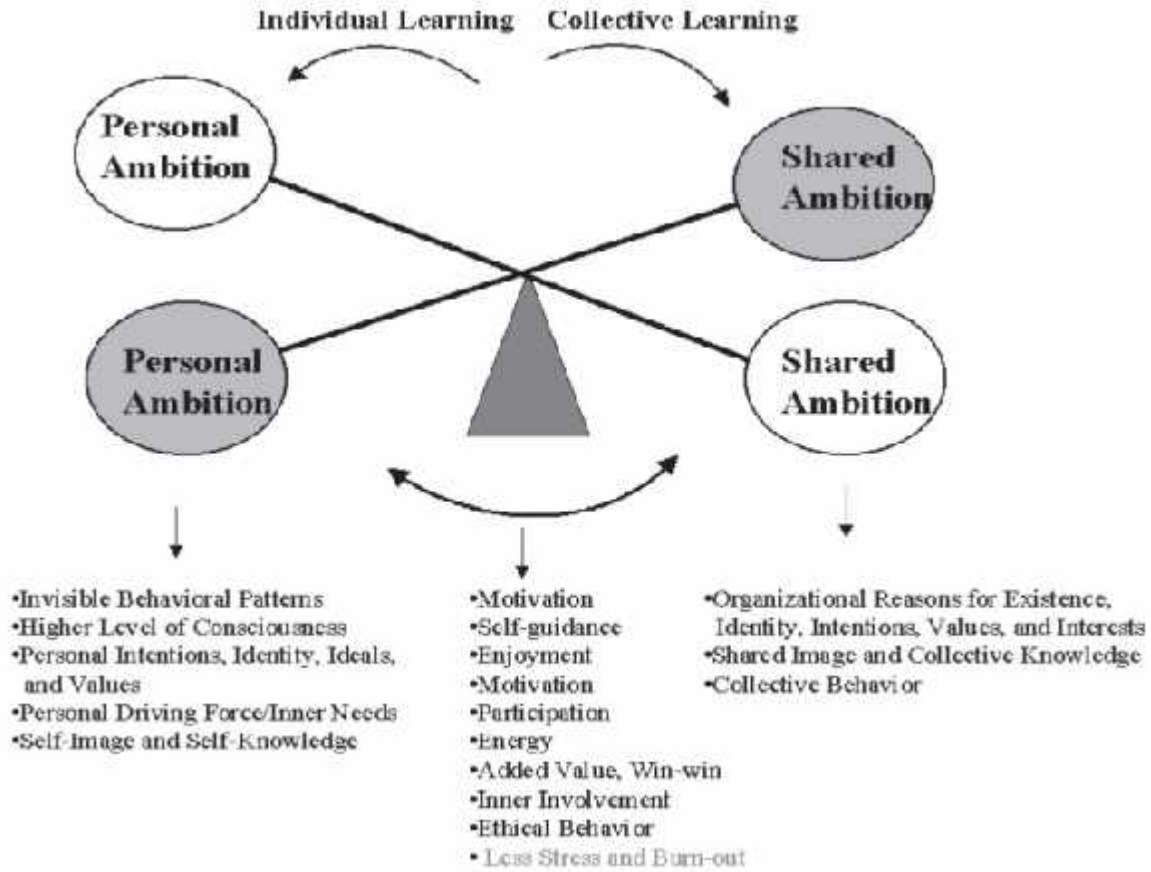 Individual Learning
Collective Learning
Personal
Ambition
Shared
Ambition
Personal
Ambition
Shared
Ambition
•Invisible Behavioral Patterns
•Higher Level of Consciousness
•Personal Intentions, Identity, Ideals,
and Values
•Personal Driving Force/Inner Needs
•Self-Image and Self-Knowledge
•Motivation
•Self-guidance
•Enjoyment
•Motivation
•Participation
•Energy
•Added Value, Win-win
•Inner Involvement
•Ethical Behavior
• Less Stress and Burn-out
•Organizational Reasons for Existence,
Identity, Intentions, Values, and Interests
•Shared Image and Collective Knowledge
•Collective Behavior